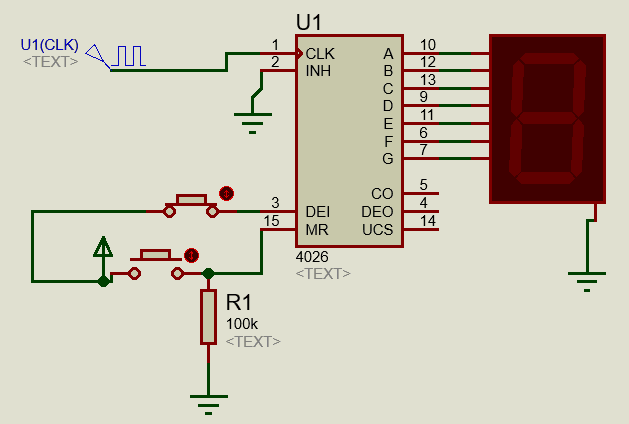 U1
U1(CLK)
<TEXT>
1
2
3
15
CLK
INH
DEI
MR
A
B
C
D
E
F
G
CO
DEO
UCS
10
12
13
9
11
6
7
5
4
14
4026
<TEXT>
R1
100k
<TEXT>